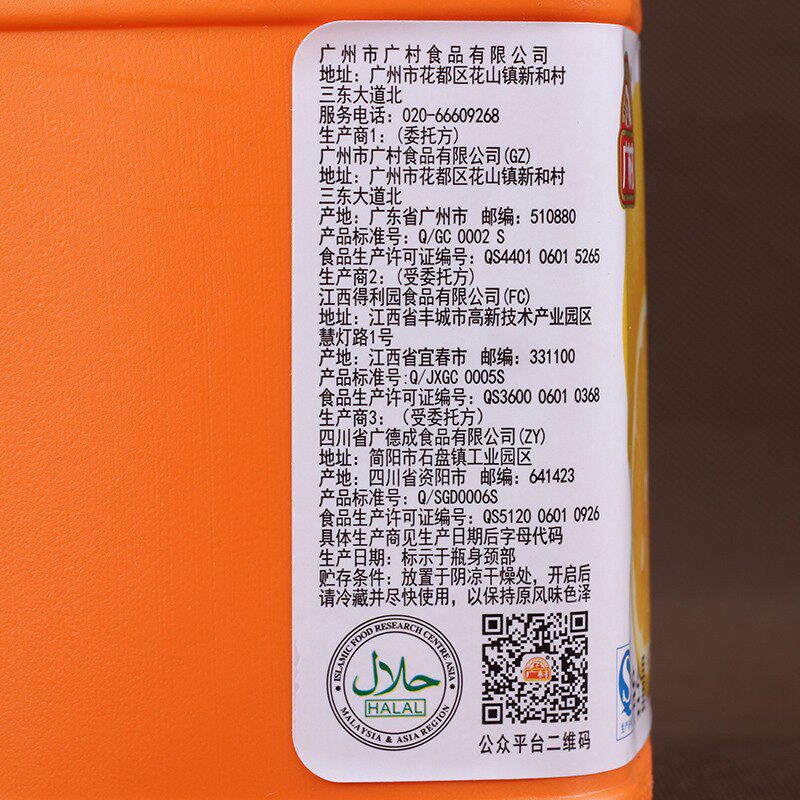 广州市广村食品有限公司
地址：广州市花都区花山镇新和村
三东大道北
服务电话：020-66609268
生产商1：(委托方)
广州市广村食品有限公司(GZ)
地址：广州市花都区花山镇新和村
三东大道北
产地：广东省广州市 邮编：510880
产品标准号：Q/GC 0002 S
食品生产许可证编号：QS4401 0601 5265
生产商2：(受委托方)
江西得利园食品有限公司(FC)
地址：江西省丰城市高新技术产业园区
慧灯路1号
产地：江西省宜春市 邮编：331100
产品标准号:Q/JXGC 0005S
食品生产许可证编号：QS3600 0601 0368
生产商3：（受委托方）
四川省广德成食品有限公司(ZY)
地址：简阳市石盘镇工业园区
产地：四川省资阳市 邮编：641423
产品标准号：Q/SGD0006S
食品生产许可证编号：QS5120 0601 0926
具体生产商见生产日期后字母代码
生产日期：标示于瓶身颈部
贮存条件：放置于阴凉干燥处，开启后
请冷藏并尽快使用，以保持原风味色泽
ISLAMIC FOOD RESEARCH CENTRE ASIA
حلال
HALAL
MALAYSIA & ASIA REGION
广村
公众平台二维码